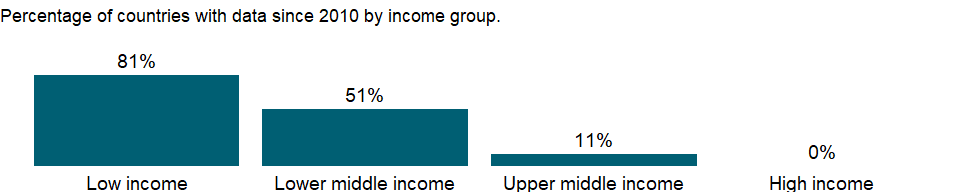 Percentage of countries with data since 2010 by income group.
81%
51%
11%
0%
Low income
Lower middle income
Upper middle income
High income